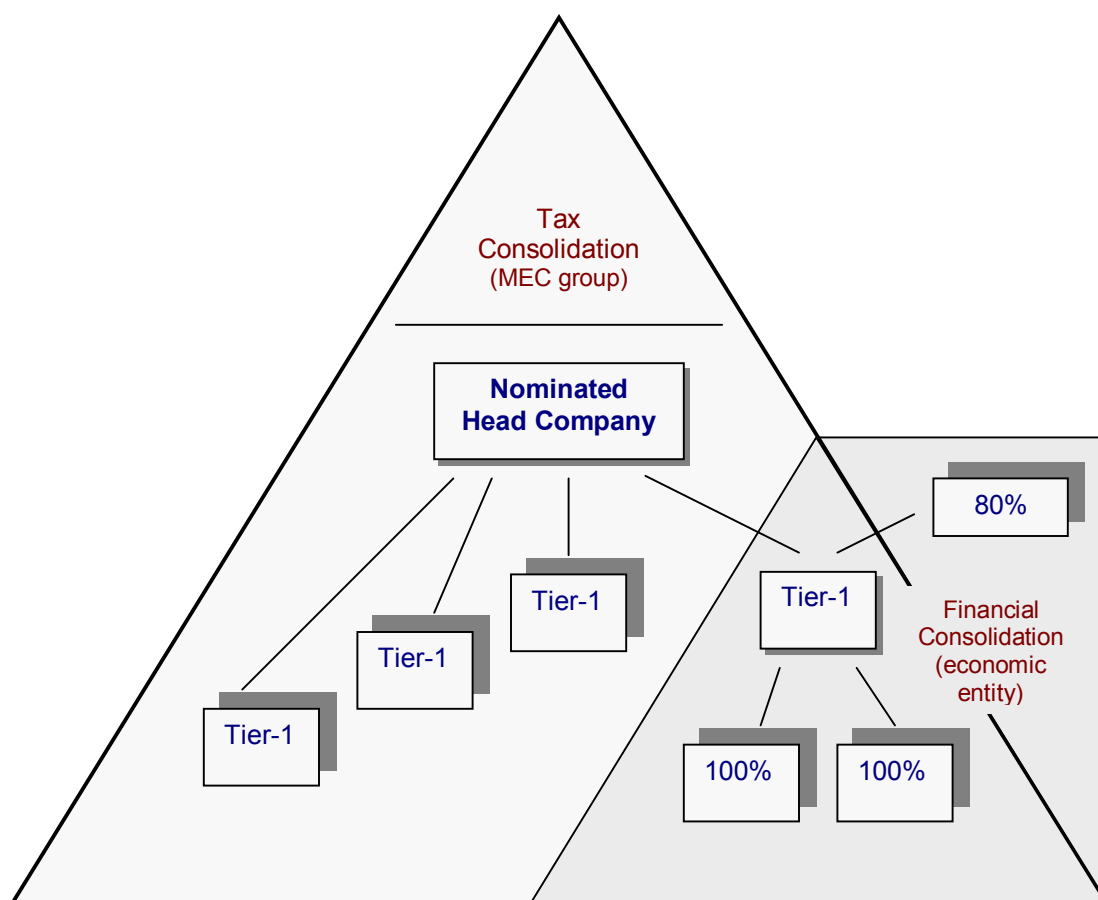 Tax
Consolidation
(MEC group)
Nominated
Head Company
80%
Tier-1
Tier-1
Financial
Consolidation
(economic
entity)
Tier-1
Tier-1
100%
100%